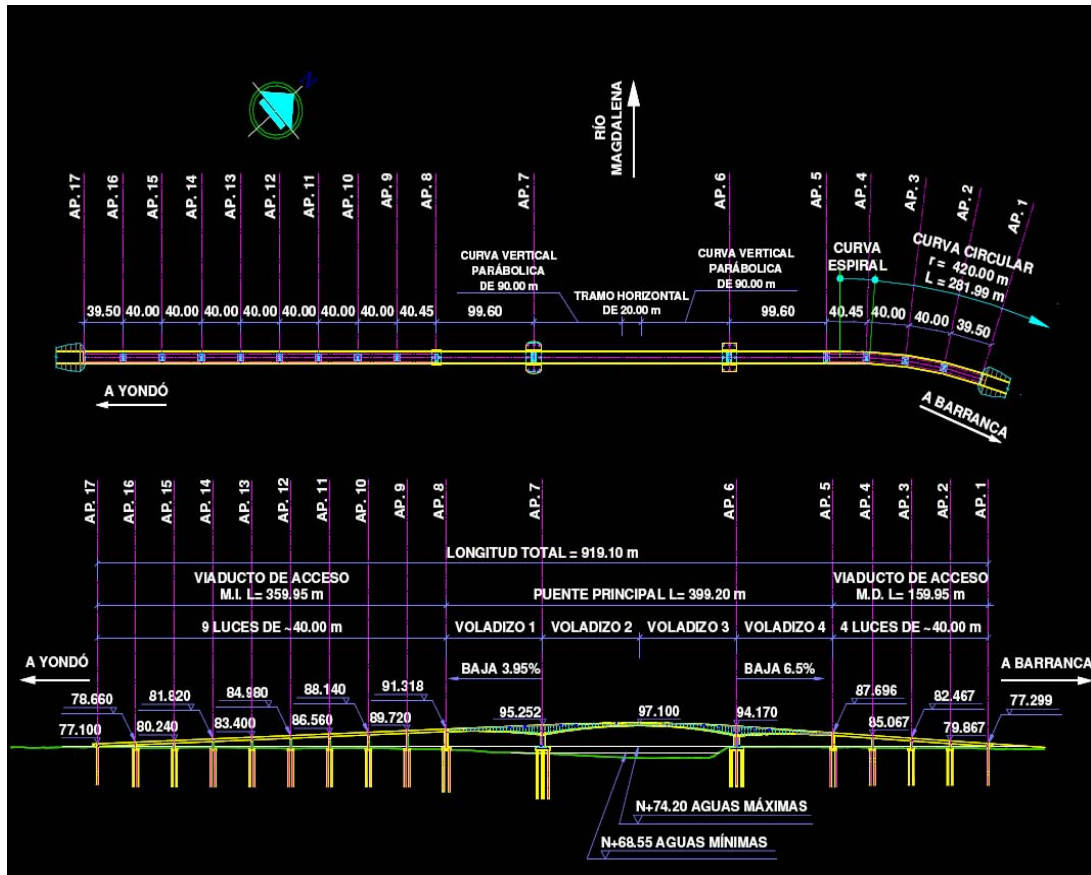 N
RÍO
MAGDALENA
AP. 17
AP. 16
AP. 15
AP. 14
AP. 13
AP. 12
AP. 11
AP. 10
AP. 9
AP. 8
AP. 7
AP. 6
AP. 5
AP. 4
AP. 3
AP. 2
AP. 1
CURVA VERTICAL
PARÁBOLICA
DE 90.00 m
TRAMO HORIZONTAL
DE 20.00 m
CURVA VERTICAL
PARÁBOLICA
DE 90.00 m
CURVA
ESPIRAL
CURVA CIRCULAR
r = 420.00 m
L = 281.99 m
39.50 40.00 40.00 40.00 40.00 40.00 40.00 40.00 40.45 99.60 99.60 40.45 40.00 40.00 39.50
A YONDÓ
A BARRANCA
AP. 17
AP. 16
AP. 15
AP. 14
AP. 13
AP. 12
AP. 11
AP. 10
AP. 9
AP. 8
AP. 7
AP. 6
AP. 5
AP. 4
AP. 3
AP. 2
AP. 1
LONGITUD TOTAL = 919.10 m
VIADUCTO DE ACCESO
M.I. L= 359.95 m
PUENTE PRINCIPAL L= 399.20 m
VIADUCTO DE ACCESO
M.D. L= 159.95 m
9 LUCES DE ~40.00 m
VOLADIZO 1
VOLADIZO 2
VOLADIZO 3
VOLADIZO 4
4 LUCES DE ~40.00 m
A YONDÓ
BAJA 3.95%
BAJA 6.5%
A BARRANCA
78.660 81.820 84.980 88.140 91.318 87.696 82.467 77.299
77.100 80.240 83.400 86.560 89.720 95.252 97.100 94.170 85.067 79.867
N+74.20 AGUAS MÁXIMAS
N+68.55 AGUAS MÍNIMAS